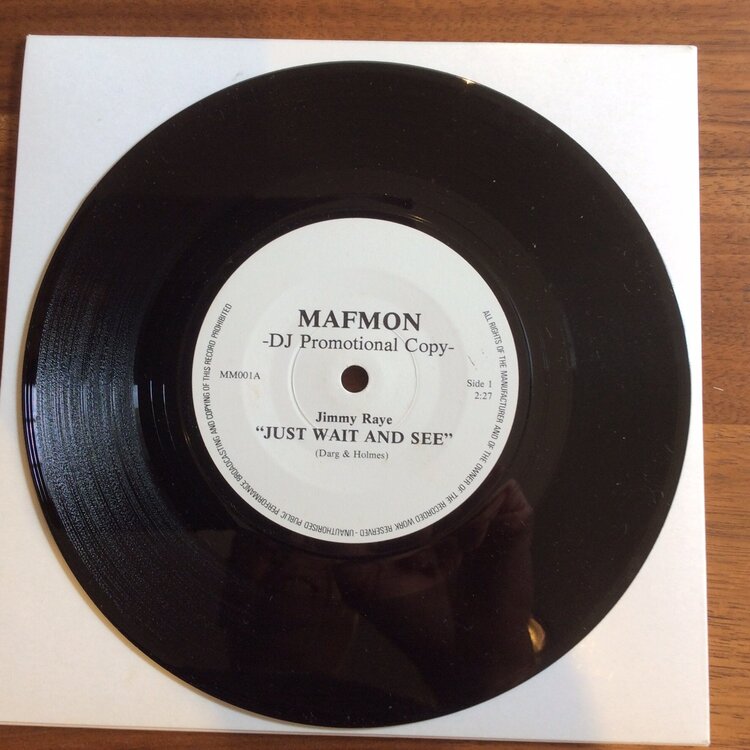 MAFMON
-DJ Promotional Copy-
MM001A
Side 1
2:27
Jimmy Raye
“JUST WAIT AND SEE”
(Darg & Holmes)
ALL RIGHTS OF THE MANUFACTURER AND OF THE OWNER OF THE RECORDED WORK RESERVED - UNAUTHORISED PUBLIC PERFORMANCE BROADCASTING AND COPYING OF THIS RECORD PROHIBITED